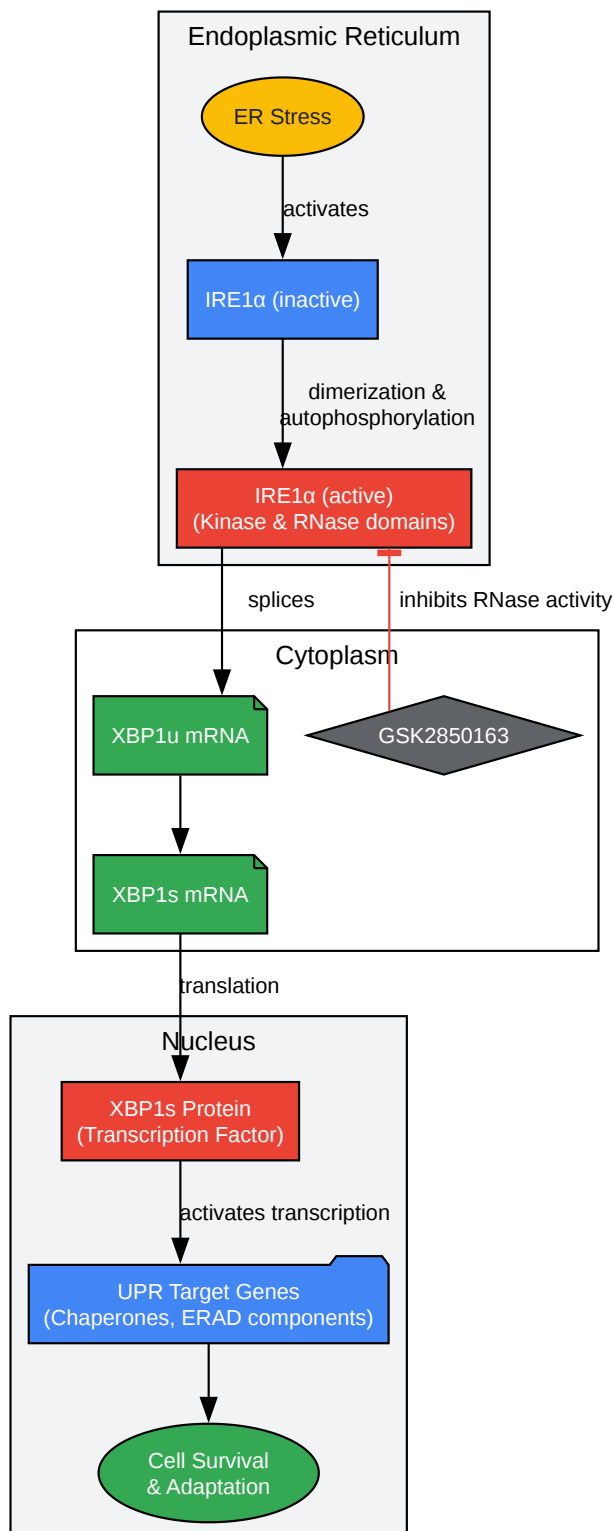 Endoplasmic Reticulum
ER Stress
activates
IRE1α (inactive)
dimerization &
autophosphorylation
IRE1α (active)
(Kinase & RNase domains)
splices
inhibits RNase activity
Cytoplasm
XBP1u mRNA
GSK2850163
XBP1s mRNA
translation
Nucleus
XBP1s Protein
(Transcription Factor)
activates transcription
UPR Target Genes
(Chaperones, ERAD components)
Cell Survival
& Adaptation